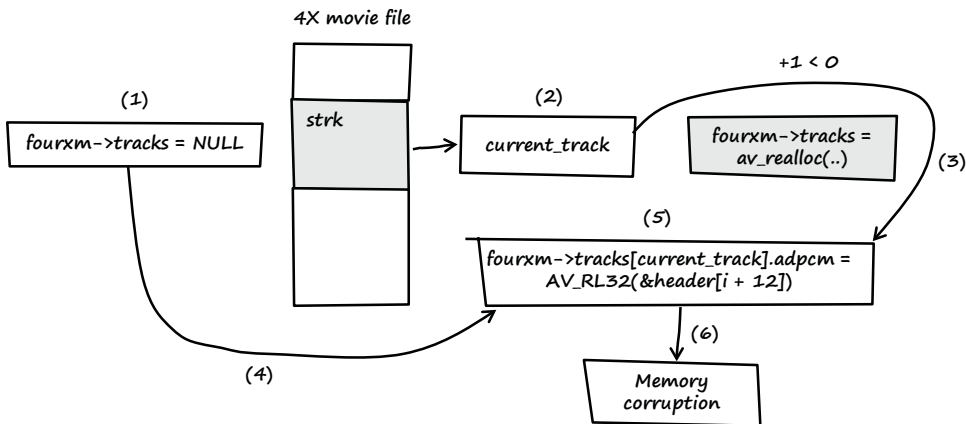 4X movie file
+1 < 0
(1)
(2)
strk
fourxm->tracks = NULL
current_track
fourxm->tracks =
av_realloc(..)
(3)
(5)
fourxm->tracks[current_track].adpcm =
AV_RL32(&header[i + 12])
(4)
(6)
Memory
corruption